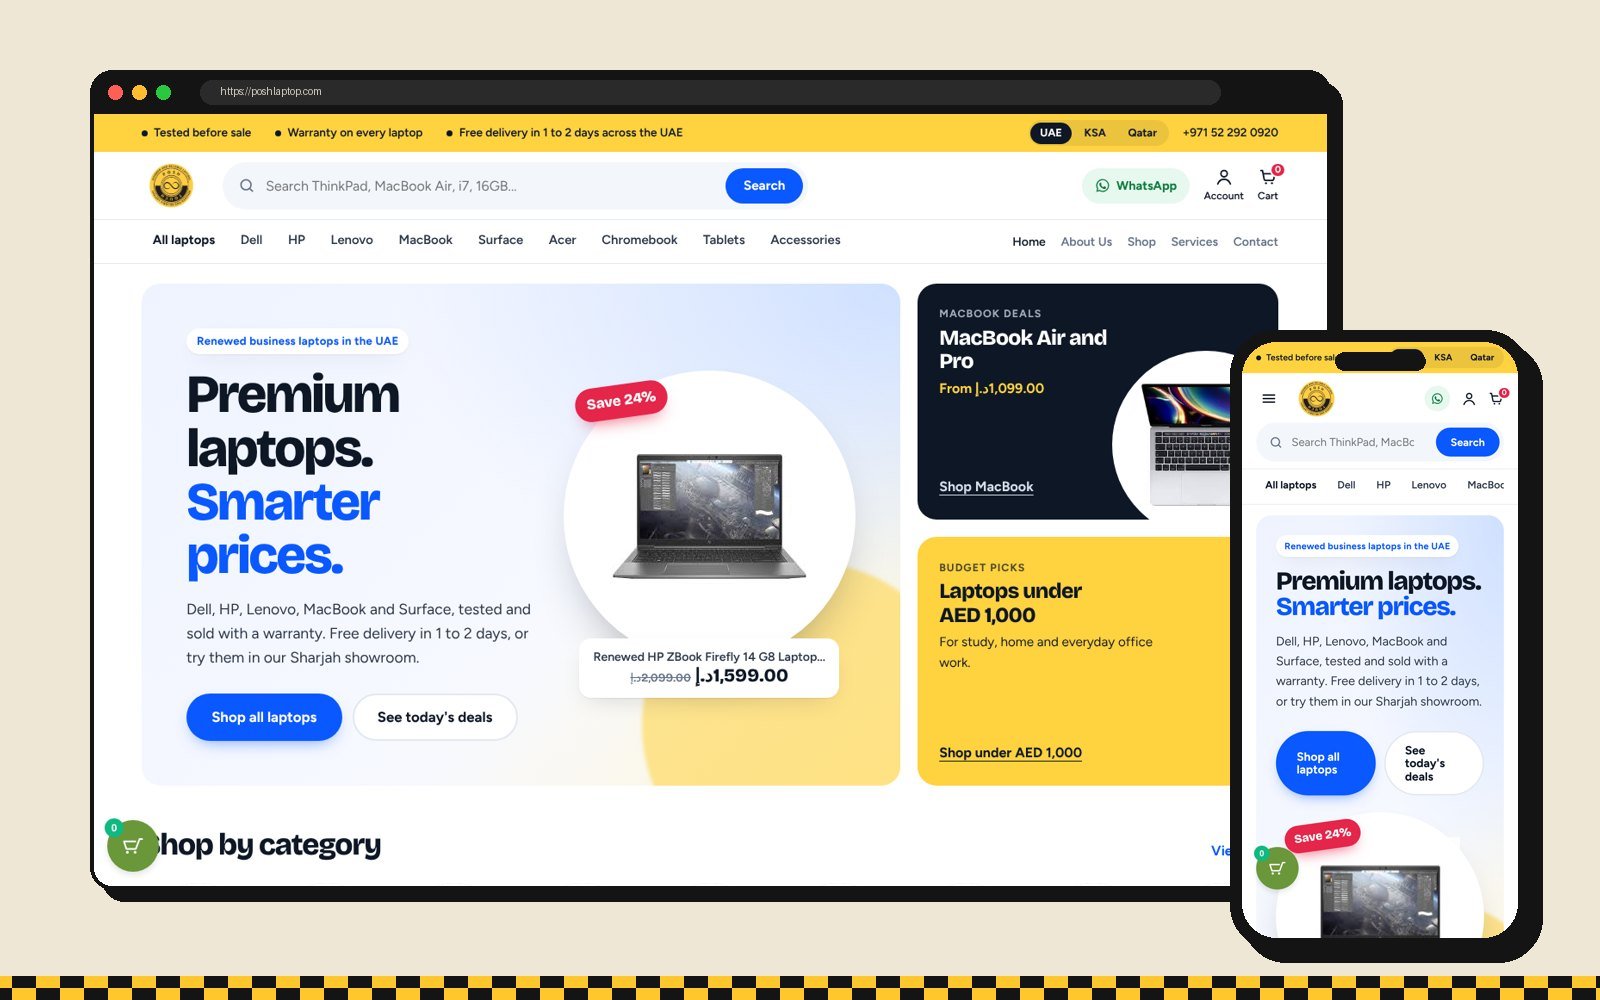 https://poshlaptop.com
Tested before sale
Warranty on every laptop
Free delivery in 1 to 2 days across the UAE
UAE
KSA
Qatar
+971 52 292 0920
Search ThinkPad, MacBook Air, i7, 16GB...
Search
WhatsApp
Account
0
Cart
All laptops
Dell
HP
Lenovo
MacBook
Surface
Acer
Chromebook
Tablets
Accessories
Home
About Us
Shop
Services
Contact
Renewed business laptops in the UAE
Premium
laptops.
Smarter
prices.
Dell, HP, Lenovo, MacBook and Surface, tested and
sold with a warranty. Free delivery in 1 to 2 days, or
try them in our Sharjah showroom.
Shop all laptops
See today's deals
Save 24%
Renewed HP ZBook Firefly 14 G8 Laptop...
د.إ2,099.00 د.إ1,599.00
MACBOOK DEALS
MacBook Air and
Pro
From د.إ1,099.00
Shop MacBook
BUDGET PICKS
Laptops under
AED 1,000
For study, home and everyday office
work.
Shop under AED 1,000
0
Shop by category
Vie
Tested before sal
KSA
Qatar
0
Search ThinkPad, MacBc
Search
All laptops
Dell
HP
Lenovo
MacBoc
Renewed business laptops in the UAE
Premium laptops.
Smarter prices.
Dell, HP, Lenovo, MacBook and
Surface, tested and sold with a
warranty. Free delivery in 1 to 2 days,
or try them in our Sharjah showroom.
Shop all
laptops
See
today's
deals
Save 24%
0